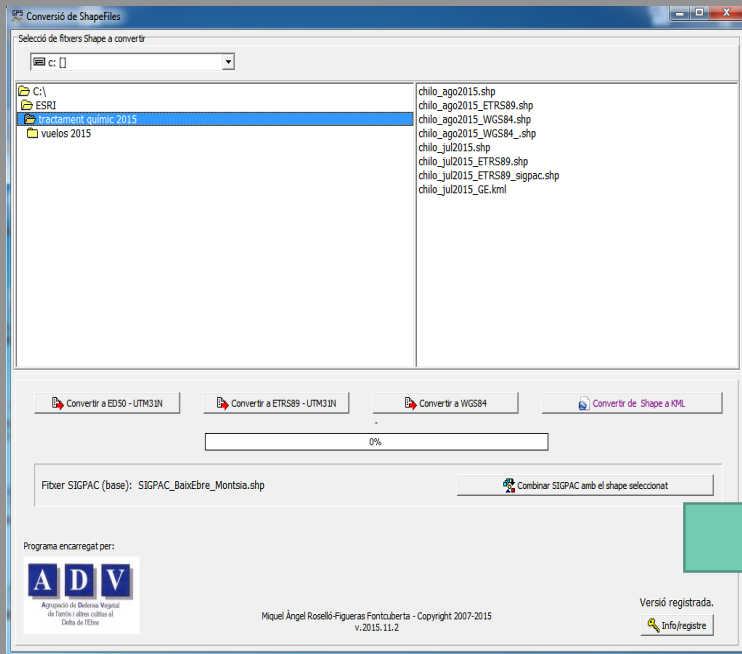 GPS
Conversió de ShapeFiles
Selecció de fitxers Shape a convertir
c: []
C:\
ESRI
tractament químic 2015
vuelos 2015
chilo_ago2015.shp
chilo_ago2015_ETRS89.shp
chilo_ago2015_WGS84.shp
chilo_ago2015_WGS84_.shp
chilo_jul2015.shp
chilo_jul2015_ETRS89.shp
chilo_jul2015_ETRS89_sigpac.shp
chilo_jul2015_GE.kml
Convertir a ED50 - UTM31N
Convertir a ETRS89 - UTM31N
Convertir a WGS84
Convertir de Shape a KML
-
0%
Fitxer SIGPAC (base): SIGPAC_BaixEbre_Montsia.shp
Combinar SIGPAC amb el shape seleccionat
Programa encarregat per:
A D V
Agrupació de Defensa Vegetal
de l'arròs i altres cultius al
Delta de l'Ebre
Miquel Àngel Roselló-Figueras Fontcuberta - Copyright 2007-2015
v.2015.11.2
Versió registrada.
Info/registre